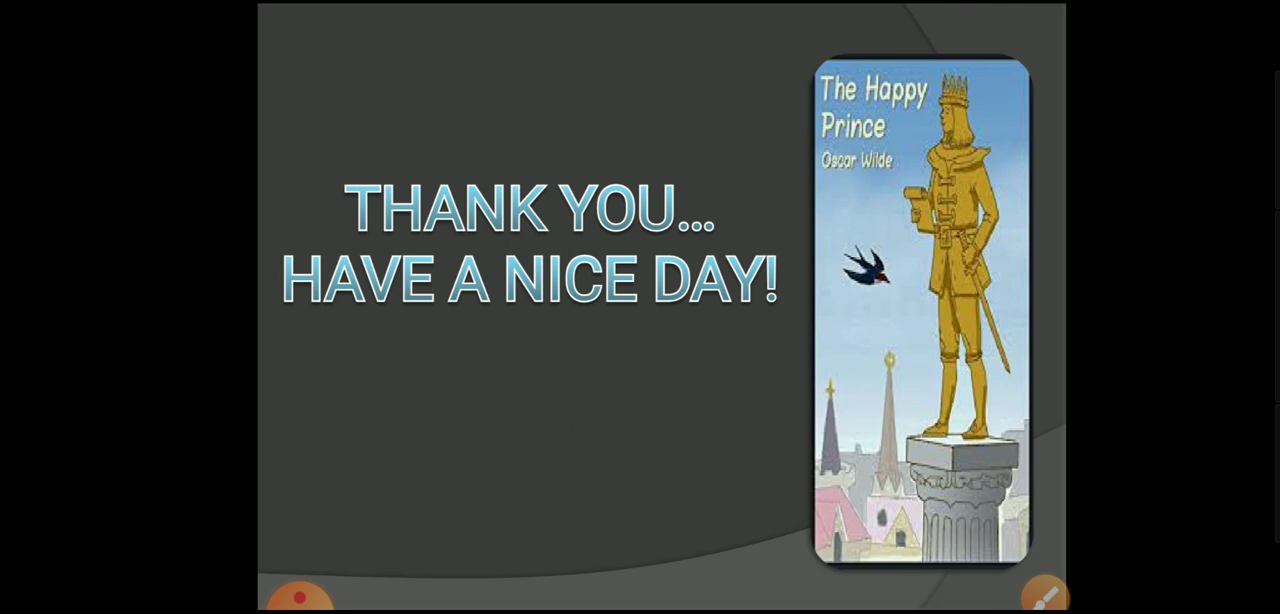 THANK YOU...
HAVE A NICE DAY!
The Happy
Prince
Oscar Wilde